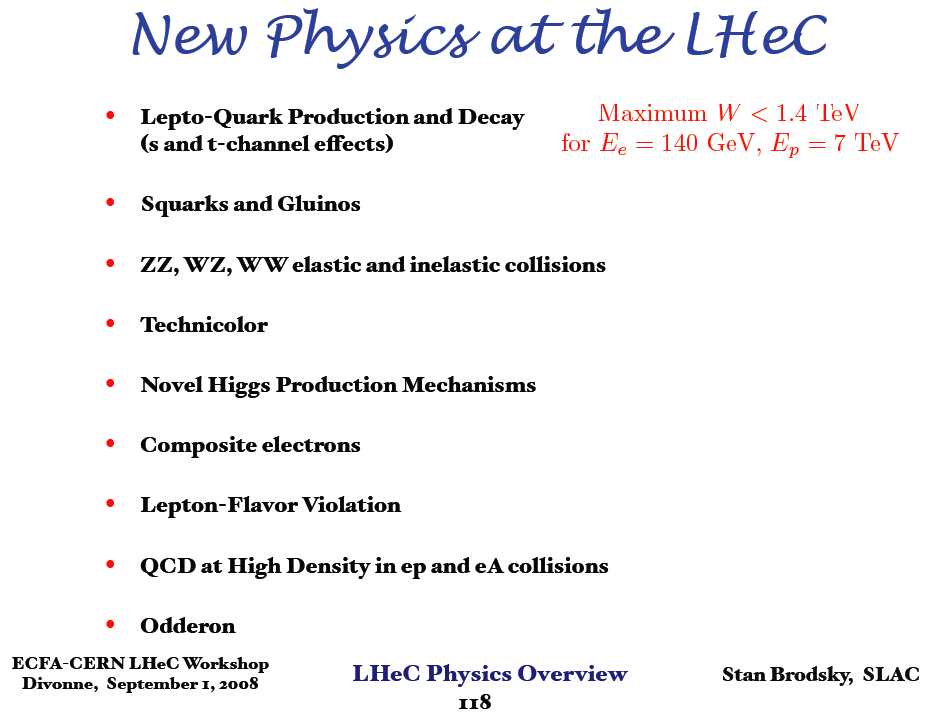 New Physics at the LHeC
• Lepto-Quark Production and Decay
(s and t-channel effects)
Maximum W < 1.4 TeV
for E_e = 140 GeV, E_p = 7 TeV
• Squarks and Gluinos
• ZZ, WZ, WW elastic and inelastic collisions
• Technicolor
• Novel Higgs Production Mechanisms
• Composite electrons
• Lepton-Flavor Violation
• QCD at High Density in ep and eA collisions
• Odderon
ECFA-CERN LHeC Workshop
Divonne, September 1, 2008
LHeC Physics Overview
118
Stan Brodsky, SLAC